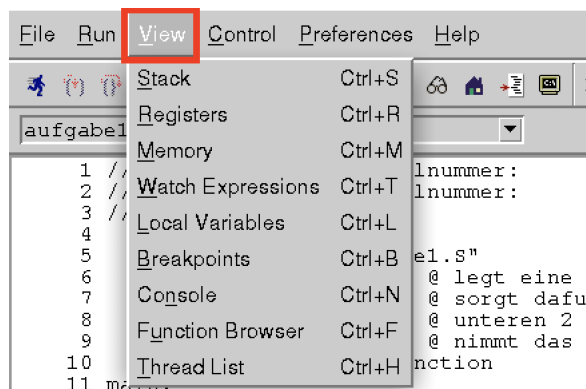 File Run View Control Preferences Help
Stack Ctrl+S
Registers Ctrl+R
Memory Ctrl+M
Watch Expressions Ctrl+T
Local Variables Ctrl+L
Breakpoints Ctrl+B
Console Ctrl+N
Function Browser Ctrl+F
Thread List Ctrl+H
aufgabe1
1 // lnummer:
2 // lnummer:
3 //
4
5 e1.S"
6 @ legt eine
7 @ sorgt dafu
8 @ unteren 2
9 @ nimmt das
10 nction
11